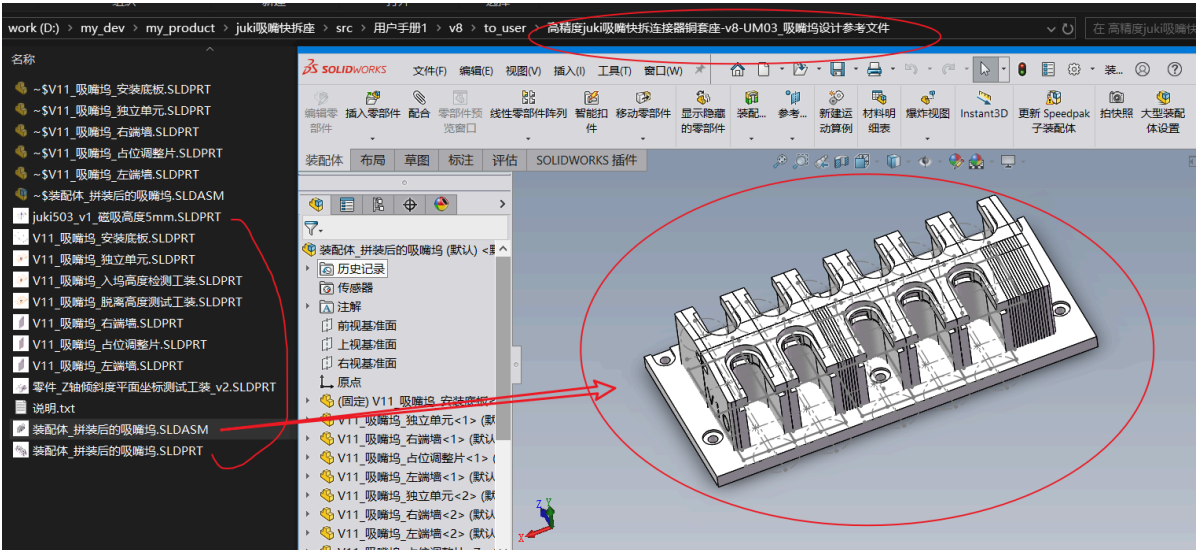 work (D:) › my_dev › my_product › juki吸嘴快拆座 › src › 用户手册1 › v8 › to_user › 高精度juki吸嘴快拆连接器铜套座-v8-UM03_吸嘴坞设计参考文件
在 高精度juki吸嘴快
名称
~$V11_吸嘴坞_安装底板.SLDPRT
~$V11_吸嘴坞_独立单元.SLDPRT
~$V11_吸嘴坞_右端墙.SLDPRT
~$V11_吸嘴坞_占位调整片.SLDPRT
~$V11_吸嘴坞_左端墙.SLDPRT
~$装配体_拼装后的吸嘴坞.SLDASM
juki503_v1_磁吸高度5mm.SLDPRT
V11_吸嘴坞_安装底板.SLDPRT
V11_吸嘴坞_独立单元.SLDPRT
V11_吸嘴坞_入坞高度检测工装.SLDPRT
V11_吸嘴坞_脱离高度测试工装.SLDPRT
V11_吸嘴坞_右端墙.SLDPRT
V11_吸嘴坞_占位调整片.SLDPRT
V11_吸嘴坞_左端墙.SLDPRT
零件_Z轴倾斜度平面坐标测试工装_v2.SLDPRT
说明.txt
装配体_拼装后的吸嘴坞.SLDASM
装配体_拼装后的吸嘴坞.SLDPRT
SOLIDWORKS 文件(F) 编辑(E) 视图(V) 插入(I) 工具(T) 窗口(W) 装...
编辑零部件 插入零部件 配合 零部件预览窗口 线性零部件阵列 智能扣件 移动零部件 显示隐藏的零部件 装配... 参考... 新建运动算例 材料明细表 爆炸视图 Instant3D 更新 Speedpak 子装配体 拍快照 大型装配体设置
装配体 布局 草图 标注 评估 SOLIDWORKS 插件
装配体_拼装后的吸嘴坞 (默认) <
历史记录
传感器
注解
前视基准面
上视基准面
右视基准面
原点
(固定) V11_吸嘴坞_安装底板<
V11_吸嘴坞_独立单元<1> (默
V11_吸嘴坞_右端墙<1> (默认
V11_吸嘴坞_占位调整片<1> (
V11_吸嘴坞_左端墙<1> (默认
V11_吸嘴坞_独立单元<2> (默
V11_吸嘴坞_右端墙<2> (默认
V11_吸嘴坞_左端墙<2> (默认
Z Y
X